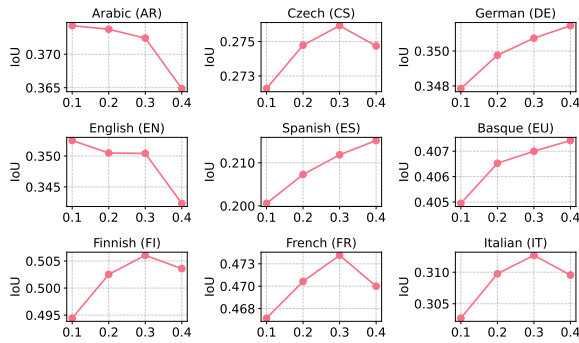 Arabic (AR) Czech (CS) German (DE)
IoU 0.370 0.365 IoU 0.275 0.273 IoU 0.350 0.348
0.1 0.2 0.3 0.4 0.1 0.2 0.3 0.4 0.1 0.2 0.3 0.4
English (EN) Spanish (ES) Basque (EU)
IoU 0.350 0.345 IoU 0.210 0.200 IoU 0.407 0.405
0.1 0.2 0.3 0.4 0.1 0.2 0.3 0.4 0.1 0.2 0.3 0.4
Finnish (FI) French (FR) Italian (IT)
IoU 0.505 0.495 IoU 0.473 0.470 0.468 IoU 0.310 0.305
0.1 0.2 0.3 0.4 0.1 0.2 0.3 0.4 0.1 0.2 0.3 0.4